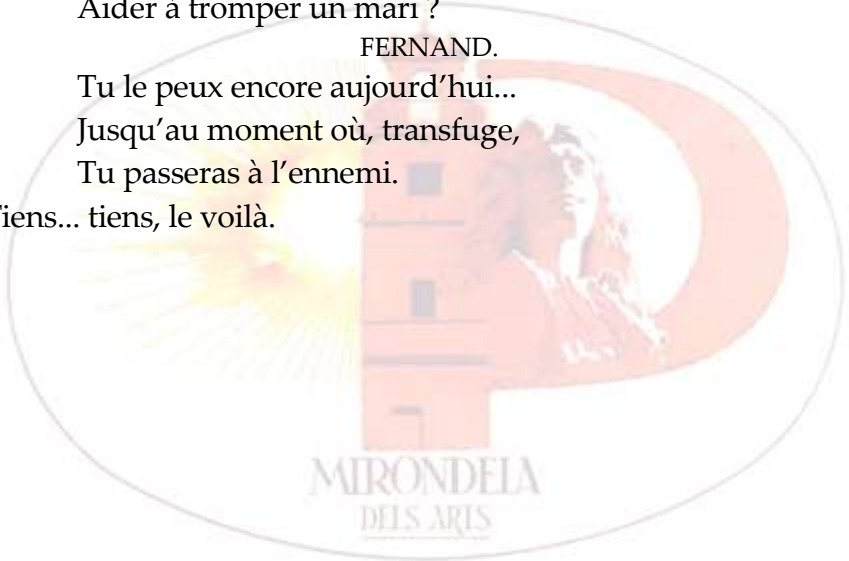 Aider à tromper un mari ?
FERNAND.
Tu le peux encore aujourd’hui...
Jusqu’au moment où, transfuge,
Tu passeras à l’ennemi.
tiens, le voilà.
MIRONDELA
DELS ARTS